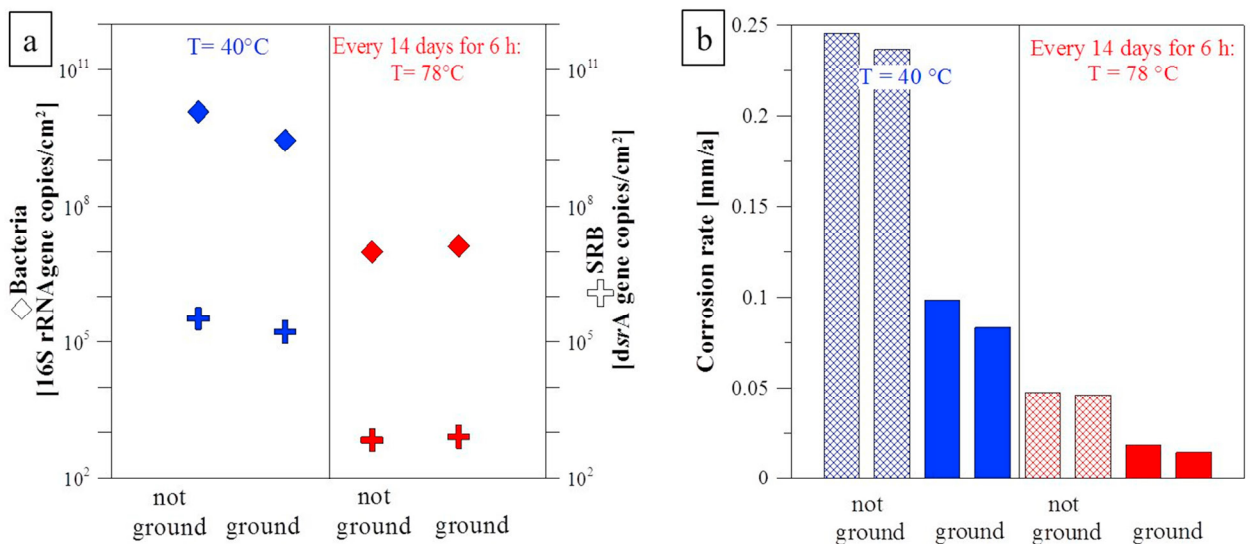 a
T= 40°C
Every 14 days for 6 h:
T= 78°C
10¹¹
10⁸
10⁵
10²
◇Bacteria
[16S rRNAgene copies/cm²]
10¹¹
10⁸
10⁵
10²
SRB
[dsrA gene copies/cm²]
not
ground
ground
not
ground
ground
b
T = 40 °C
Every 14 days for 6 h:
T = 78 °C
0.25
0.2
0.15
0.1
0.05
0
Corrosion rate [mm/a]
not
ground
ground
not
ground
ground